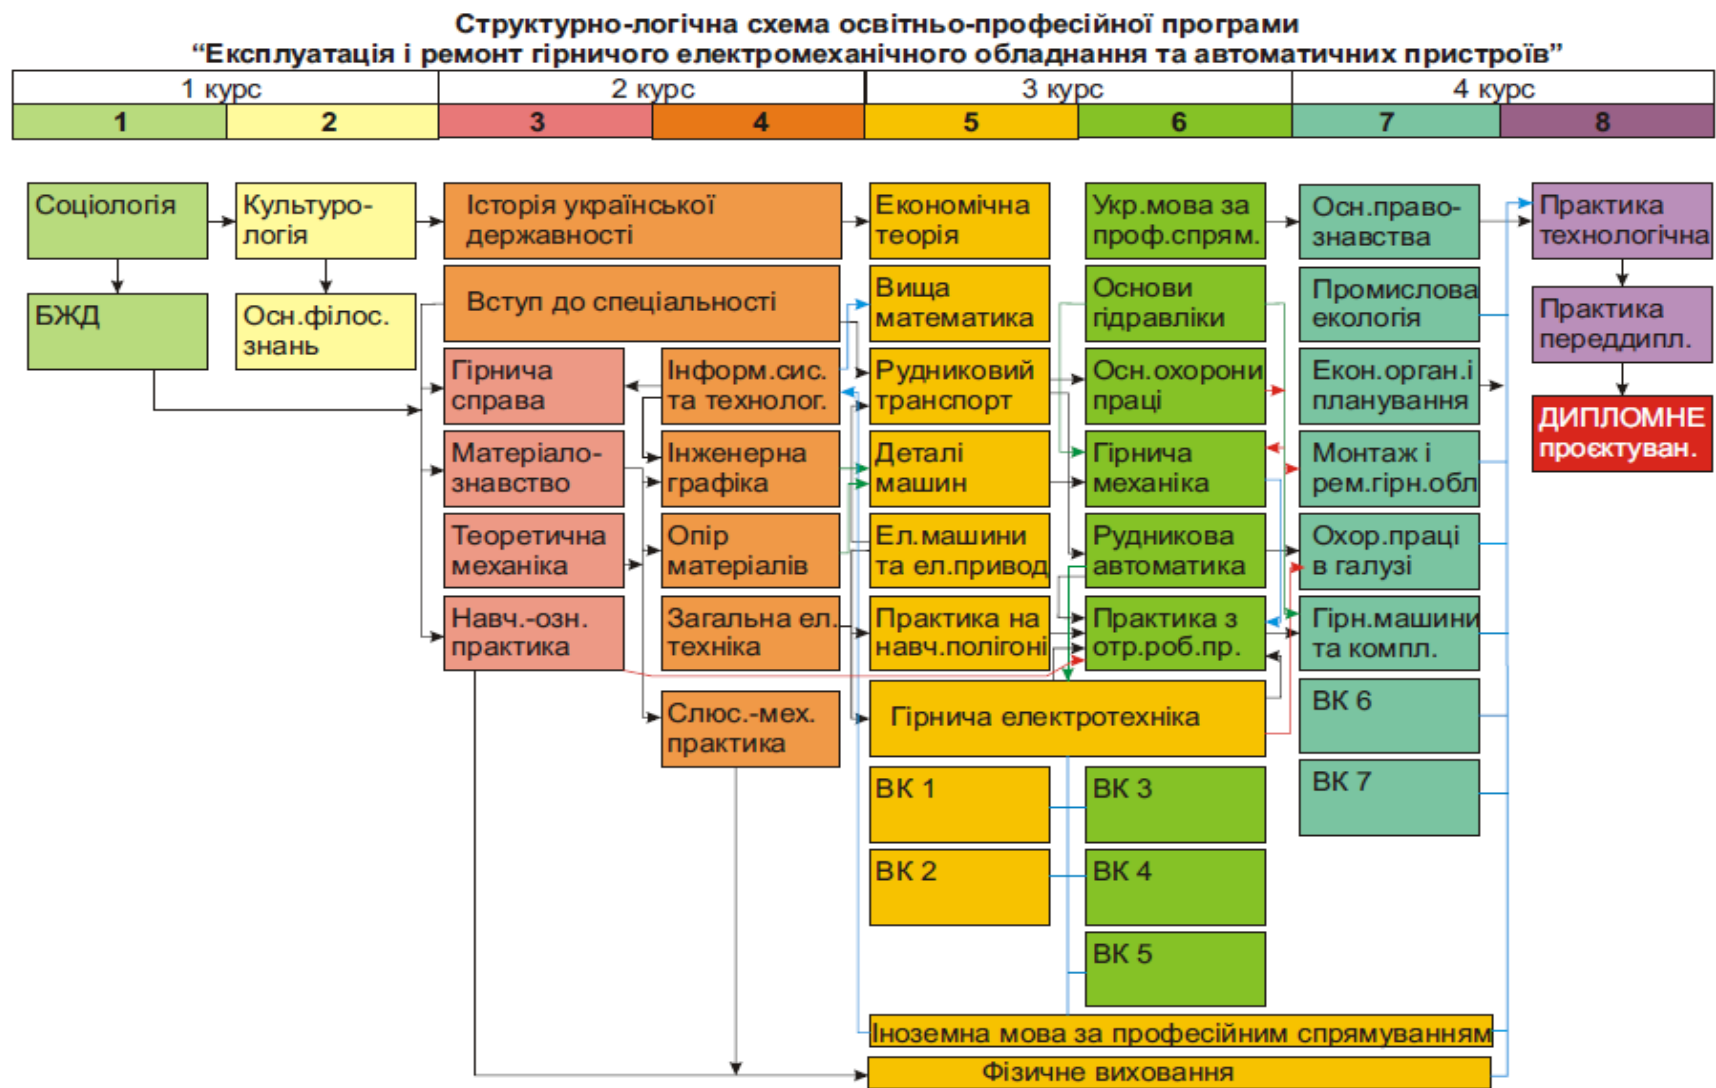 Структурно-логічна схема освітньо-професійної програми
“Експлуатація і ремонт гірничого електромеханічного обладнання та автоматичних пристроїв”
1 курс
2 курс
3 курс
4 курс
1
2
3
4
5
6
7
8
Соціологія
БЖД
Культуро-
логія
Осн.філос.
знань
Історія української
державності
Вступ до спеціальності
Гірнича
справа
Матеріало-
знавство
Теоретична
механіка
Навч.-озн.
практика
Інформ.сис.
та технолог.
Інженерна
графіка
Опір
матеріалів
Загальна ел.
техніка
Слюс.-мех.
практика
Економічна
теорія
Вища
математика
Рудниковий
транспорт
Деталі
машин
Ел.машини
та ел.привод
Практика на
навч.полігоні
Гірнича електротехніка
ВК 1
ВК 2
Укр.мова за
проф.спрям.
Основи
гідравліки
Осн.охорони
праці
Гірнича
механіка
Рудникова
автоматика
Практика з
отр.роб.пр.
ВК 3
ВК 4
ВК 5
Осн.право-
знавства
Промислова
екологія
Екон.орган.і
планування
Монтаж і
рем.гірн.обл
Охор.праці
в галузі
Гірн.машини
та компл.
ВК 6
ВК 7
Практика
технологічна
Практика
переддипл.
ДИПЛОМНЕ
проєктуван.
Іноземна мова за професійним спрямуванням
Фізичне виховання